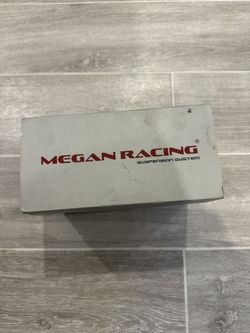 MEGAN RACING®
SUSPENSION SYSTEM